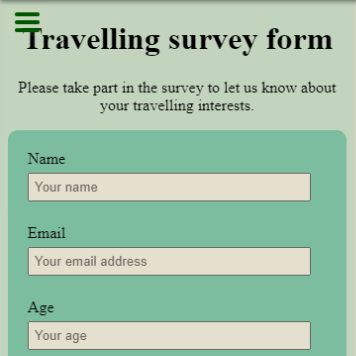 Travelling survey form
Please take part in the survey to let us know about
your travelling interests.
Name
Your name
Email
Your email address
Age
Your age